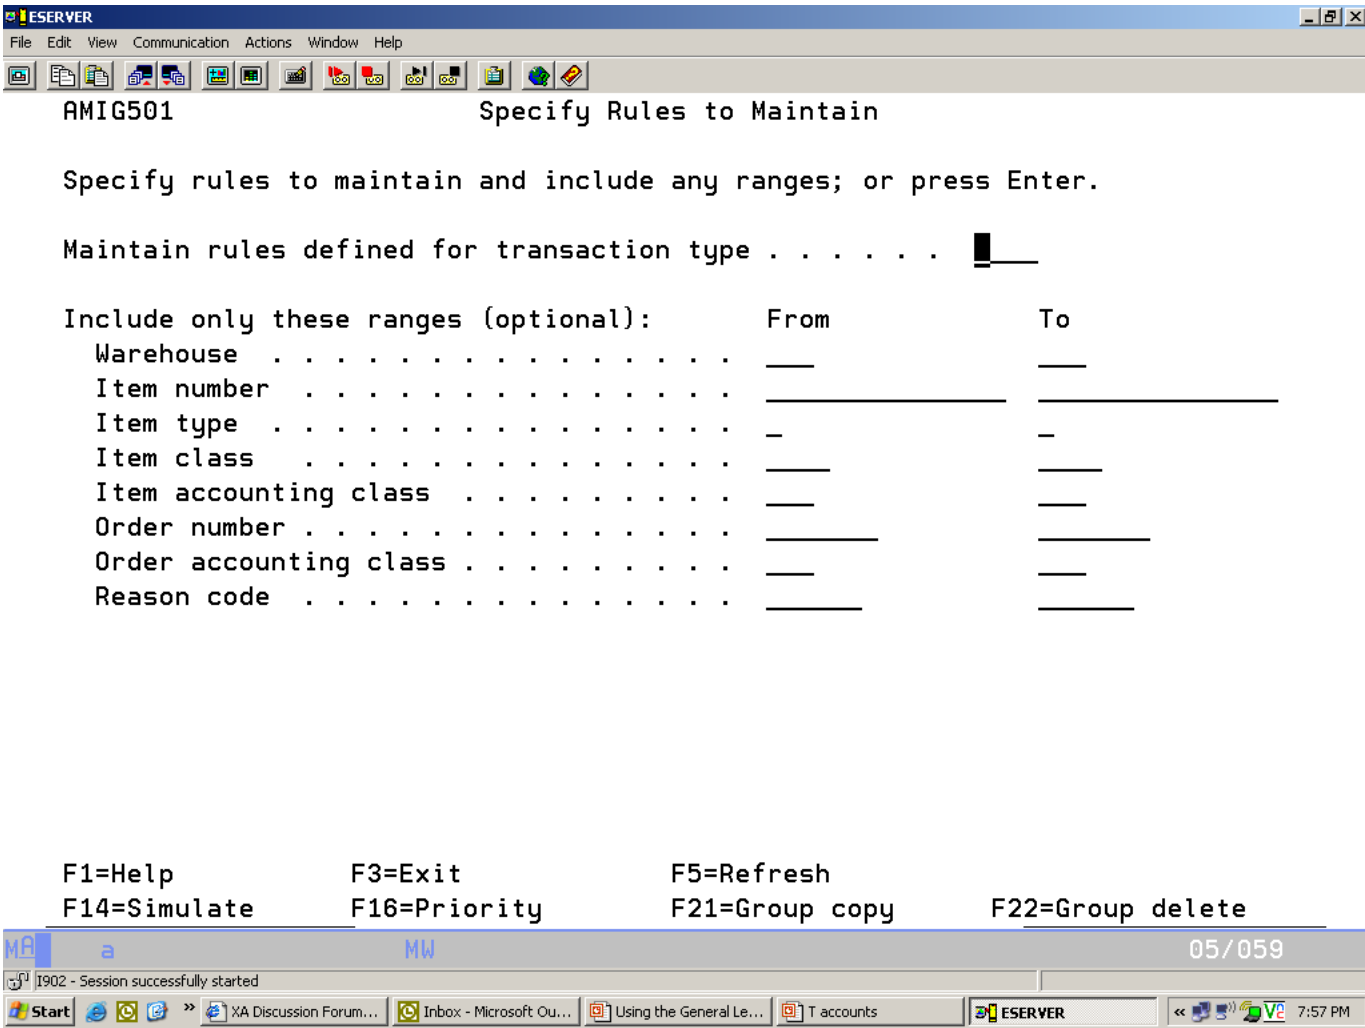 ESERVER
File Edit View Communication Actions Window Help
AMIG501 Specify Rules to Maintain
Specify rules to maintain and include any ranges; or press Enter.
Maintain rules defined for transaction type . . . . . .
Include only these ranges (optional): From To
Warehouse . . . . . . . . . . . . . . .
Item number . . . . . . . . . . . . . .
Item type . . . . . . . . . . . . . . .
Item class . . . . . . . . . . . . . .
Item accounting class . . . . . . . . .
Order number . . . . . . . . . . . . . .
Order accounting class . . . . . . . . .
Reason code . . . . . . . . . . . . . .
F1=Help F3=Exit F5=Refresh
F14=Simulate F16=Priority F21=Group copy F22=Group delete
MA a MW 05/059
I902 - Session successfully started
Start » XA Discussion Forum... Inbox - Microsoft Ou... Using the General Le... T accounts ESERVER « 7:57 PM